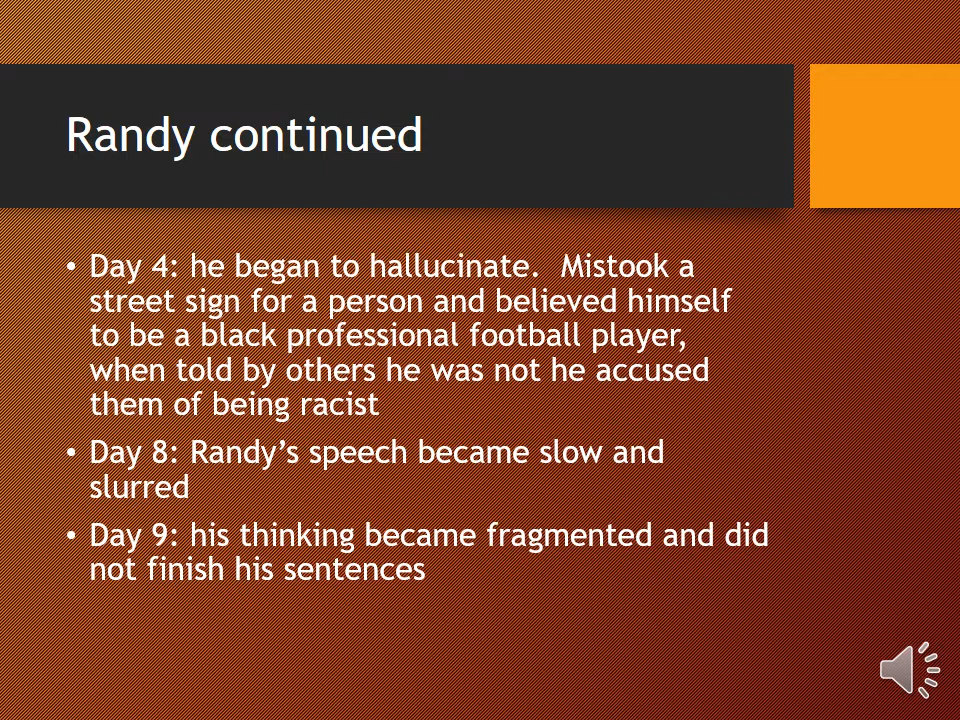 Randy continued
• Day 4: he began to hallucinate.  Mistook a
street sign for a person and believed himself
to be a black professional football player,
when told by others he was not he accused
them of being racist
• Day 8: Randy’s speech became slow and
slurred
• Day 9: his thinking became fragmented and did
not finish his sentences